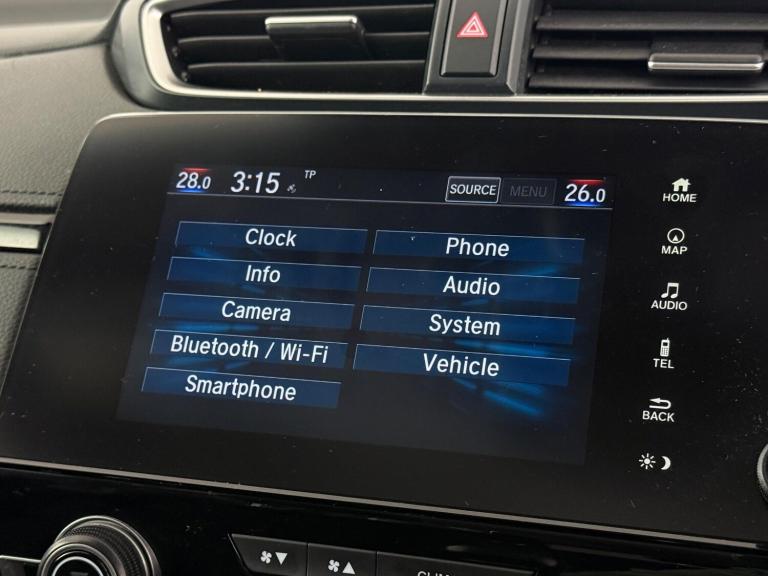 28.0 3:15 TP SOURCE MENU 26.0
Clock
Phone
Info
Audio
Camera
System
Bluetooth / Wi-Fi
Vehicle
Smartphone
HOME
MAP
AUDIO
TEL
BACK